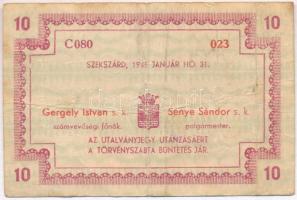 10 10
C080 023
SZEKSZÁRD, 1945 JANUÁR HÓ. 31.
Gergely István s. k. Sénye Sándor s. k.
számvevőségi főnök. polgármester.
AZ UTALVÁNYJEGY UTÁNZÁSÁÉRT
A TÖRVÉNYSZABTA BÜNTETÉS JÁR.
10 10